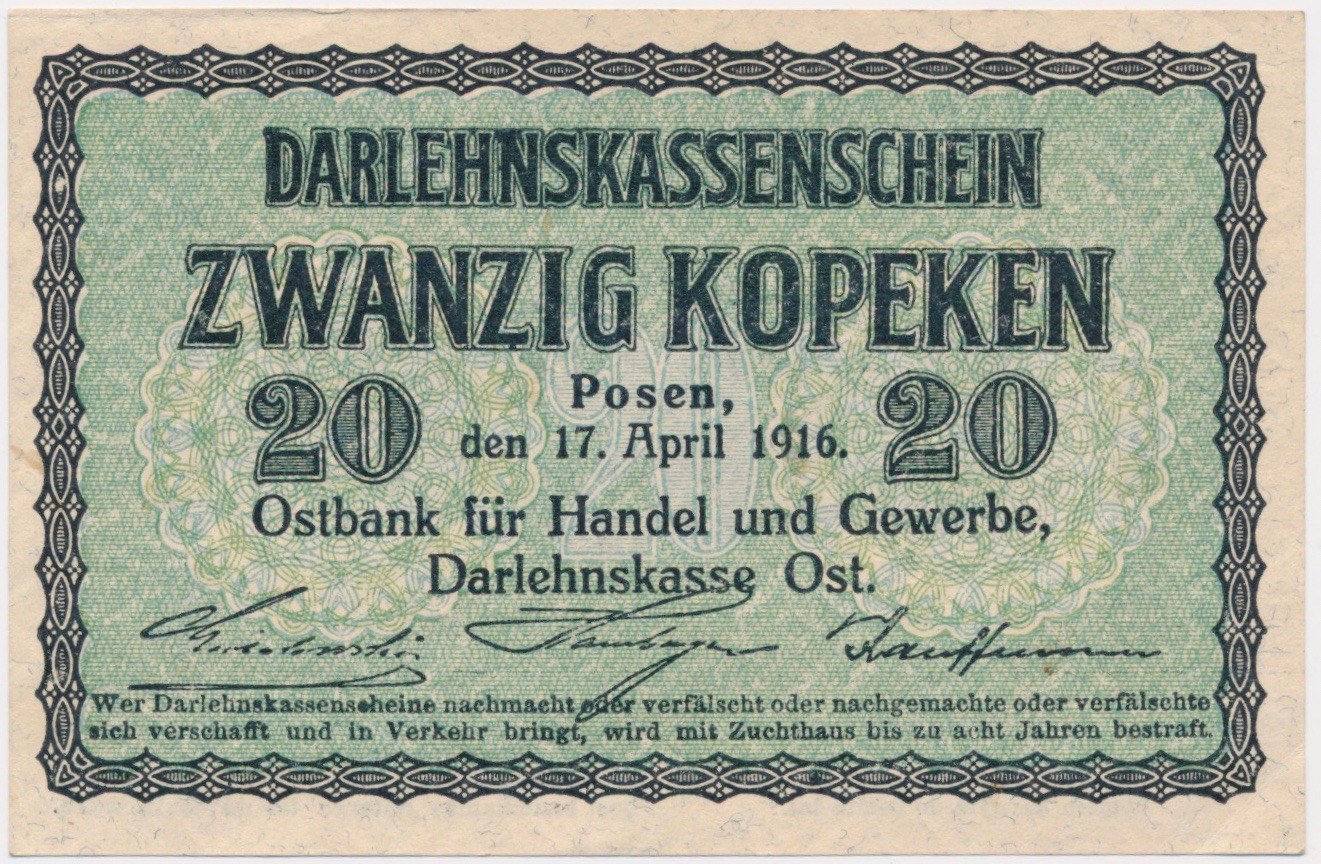 DARLEHNSKASSENSCHEIN
ZWANZIG KOPEKEN
20 Posen, 20
den 17. April 1916.
Ostbank für Handel und Gewerbe,
Darlehnskasse Ost.
Wer Darlehnskassenscheine nachmacht oder verfälscht oder nachgemachte oder verfälschte
sich verschafft und in Verkehr bringt, wird mit Zuchthaus bis zu acht Jahren bestraft.